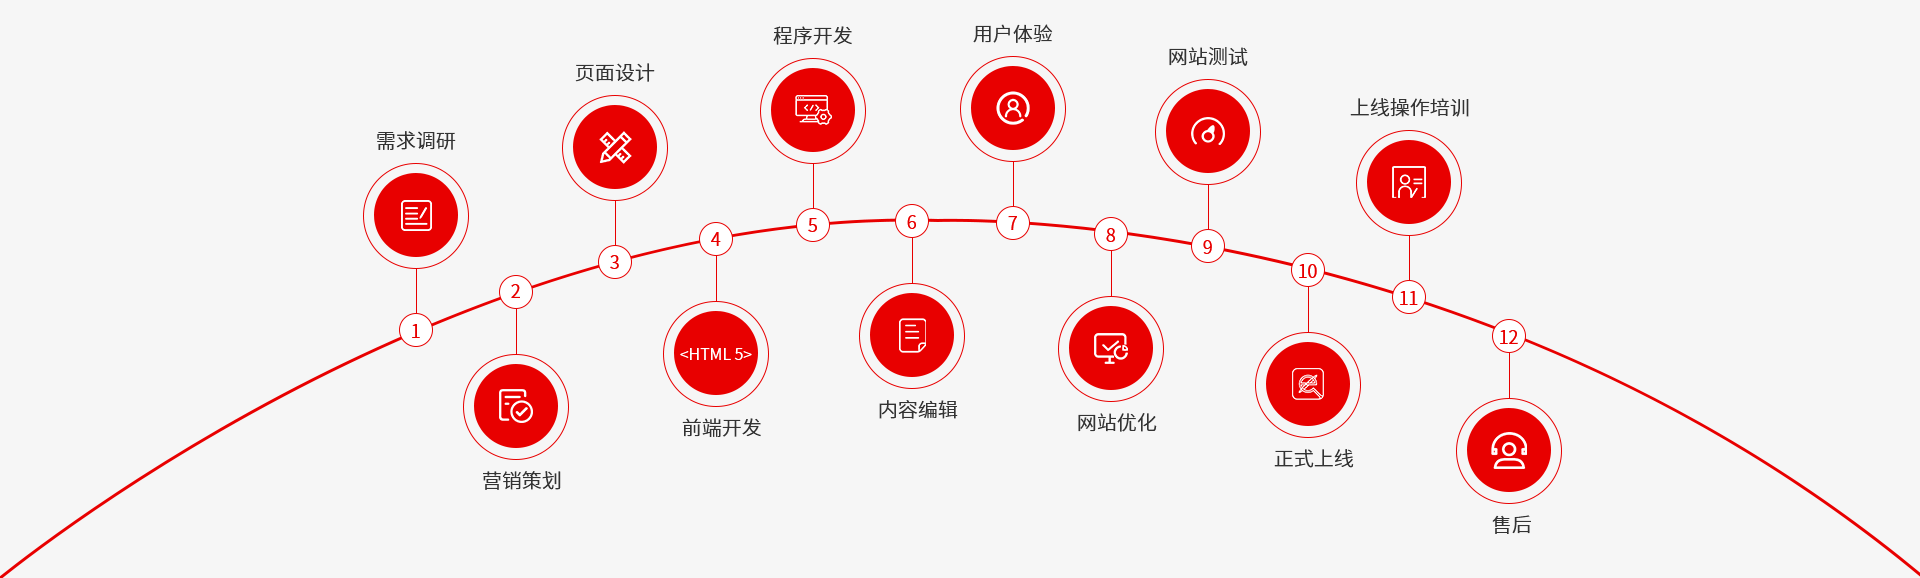 需求调研
1
2
营销策划
页面设计
3
4
<HTML 5>
前端开发
程序开发
5
6
内容编辑
用户体验
7
8
网站优化
网站测试
9
10
正式上线
上线操作培训
11
12
售后